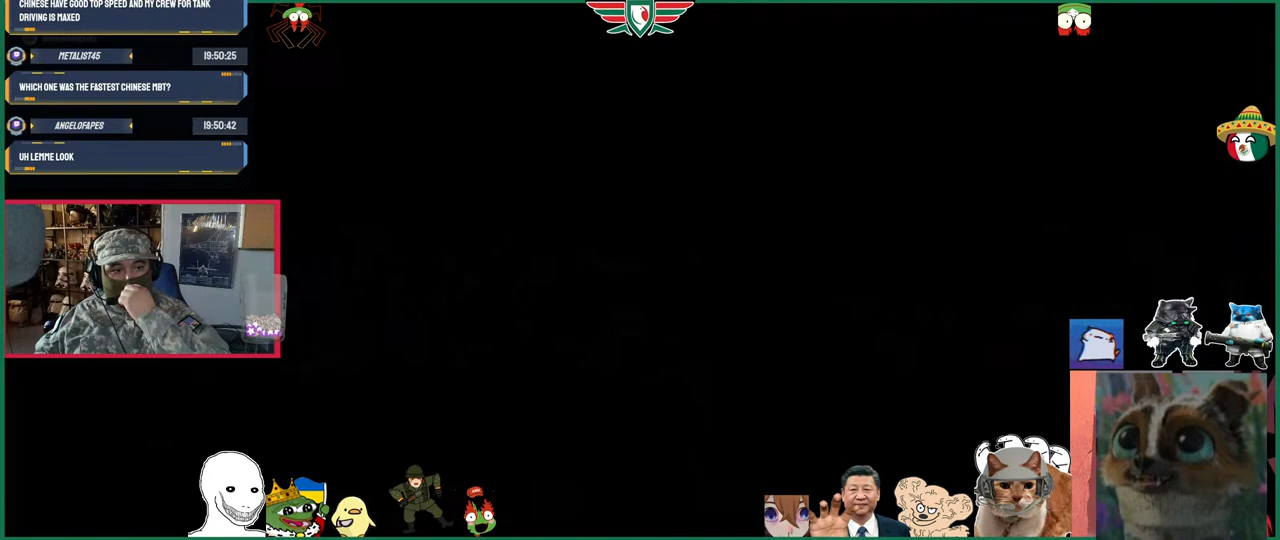 CHINESE HAVE GOOD TOP SPEED AND MY CREW FOR TANK
DRIVING IS MAXED
METALIST45 19:50:25
WHICH ONE WAS THE FASTEST CHINESE MBT?
ANGELOFAPES 19:50:42
UH LEMME LOOK